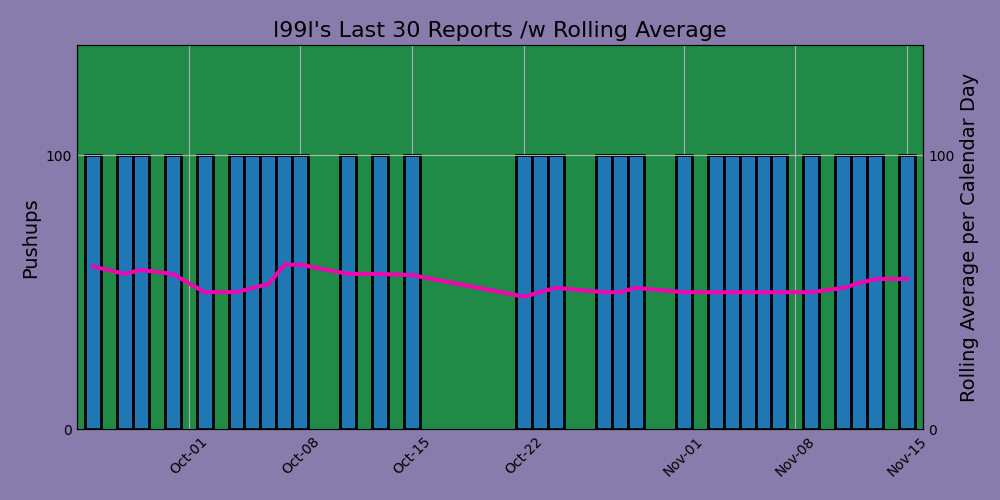 l99l's Last 30 Reports /w Rolling Average
Pushups
100
0
100
0
Rolling Average per Calendar Day
Oct-01
Oct-08
Oct-15
Oct-22
Nov-01
Nov-08
Nov-15